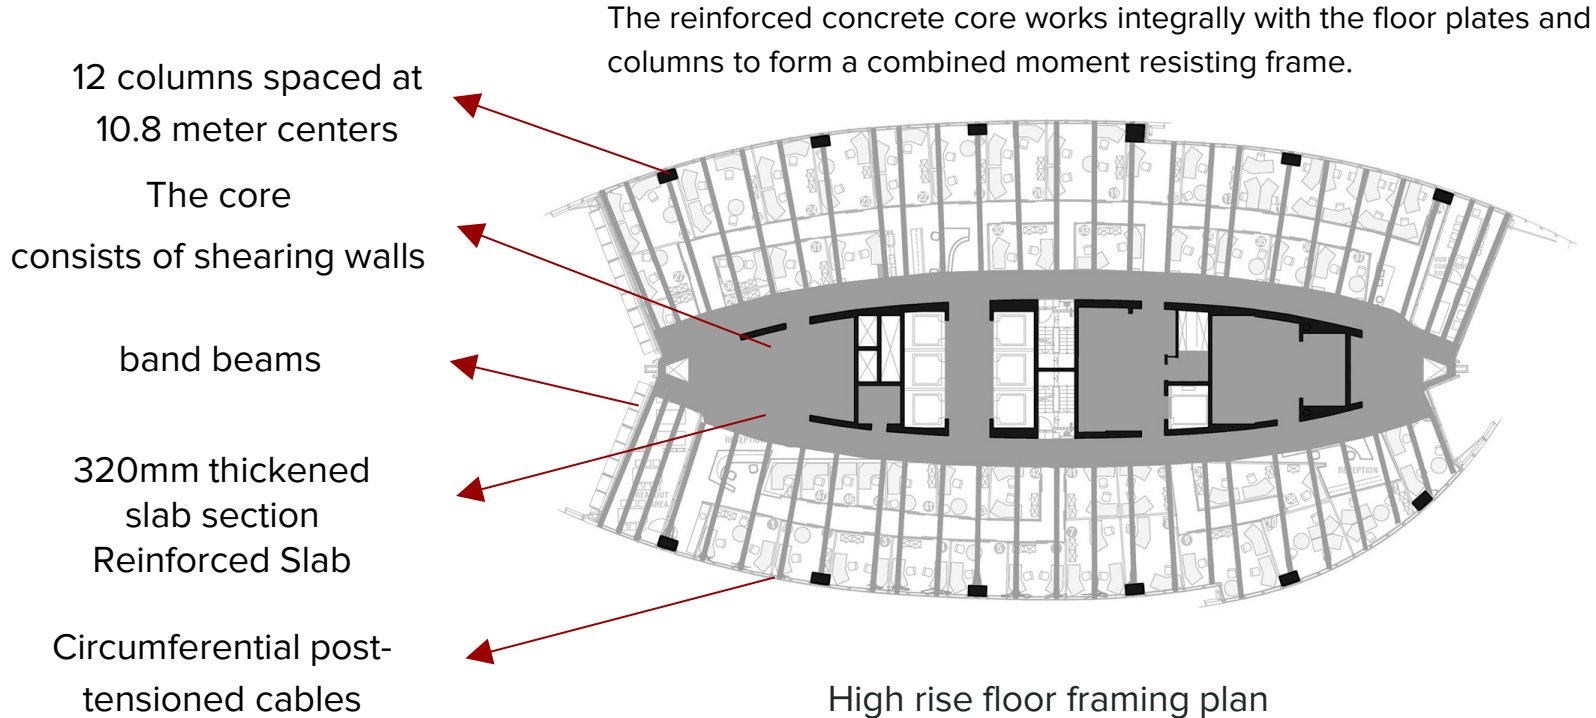 The reinforced concrete core works integrally with the floor plates and
columns to form a combined moment resisting frame.
12 columns spaced at
10.8 meter centers
The core
consists of shearing walls
band beams
320mm thickened
slab section
Reinforced Slab
Circumferential post-
tensioned cables
RECEPTION
High rise floor framing plan